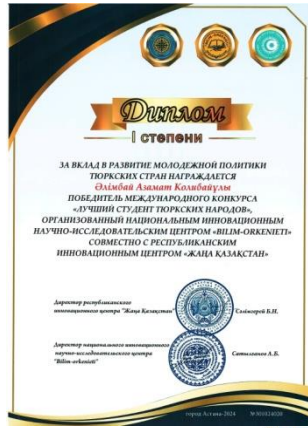 Диплом
I степени
ЗА ВКЛАД В РАЗВИТИЕ МОЛОДЕЖНОЙ ПОЛИТИКИ
ТЮРКСКИХ СТРАН НАГРАЖДАЕТСЯ
Әлімбай Азамат Колибайұлы
ПОБЕДИТЕЛЬ МЕЖДУНАРОДНОГО КОНКУРСА
«ЛУЧШИЙ СТУДЕНТ ТЮРКСКИХ НАРОДОВ»,
ОРГАНИЗОВАННЫЙ НАЦИОНАЛЬНЫМ ИННОВАЦИОННЫМ
НАУЧНО-ИССЛЕДОВАТЕЛЬСКИМ ЦЕНТРОМ «BILIM-ORKENIETI»
СОВМЕСТНО С РЕСПУБЛИКАНСКИМ
ИННОВАЦИОННЫМ ЦЕНТРОМ «ЖАҢА ҚАЗАҚСТАН»
Директор республиканского
инновационного центра "Жаңа Қазақстан"
Директор национального инновационного
научно-исследовательского центра
"Bilim-orkenieti"
город Астана-2024